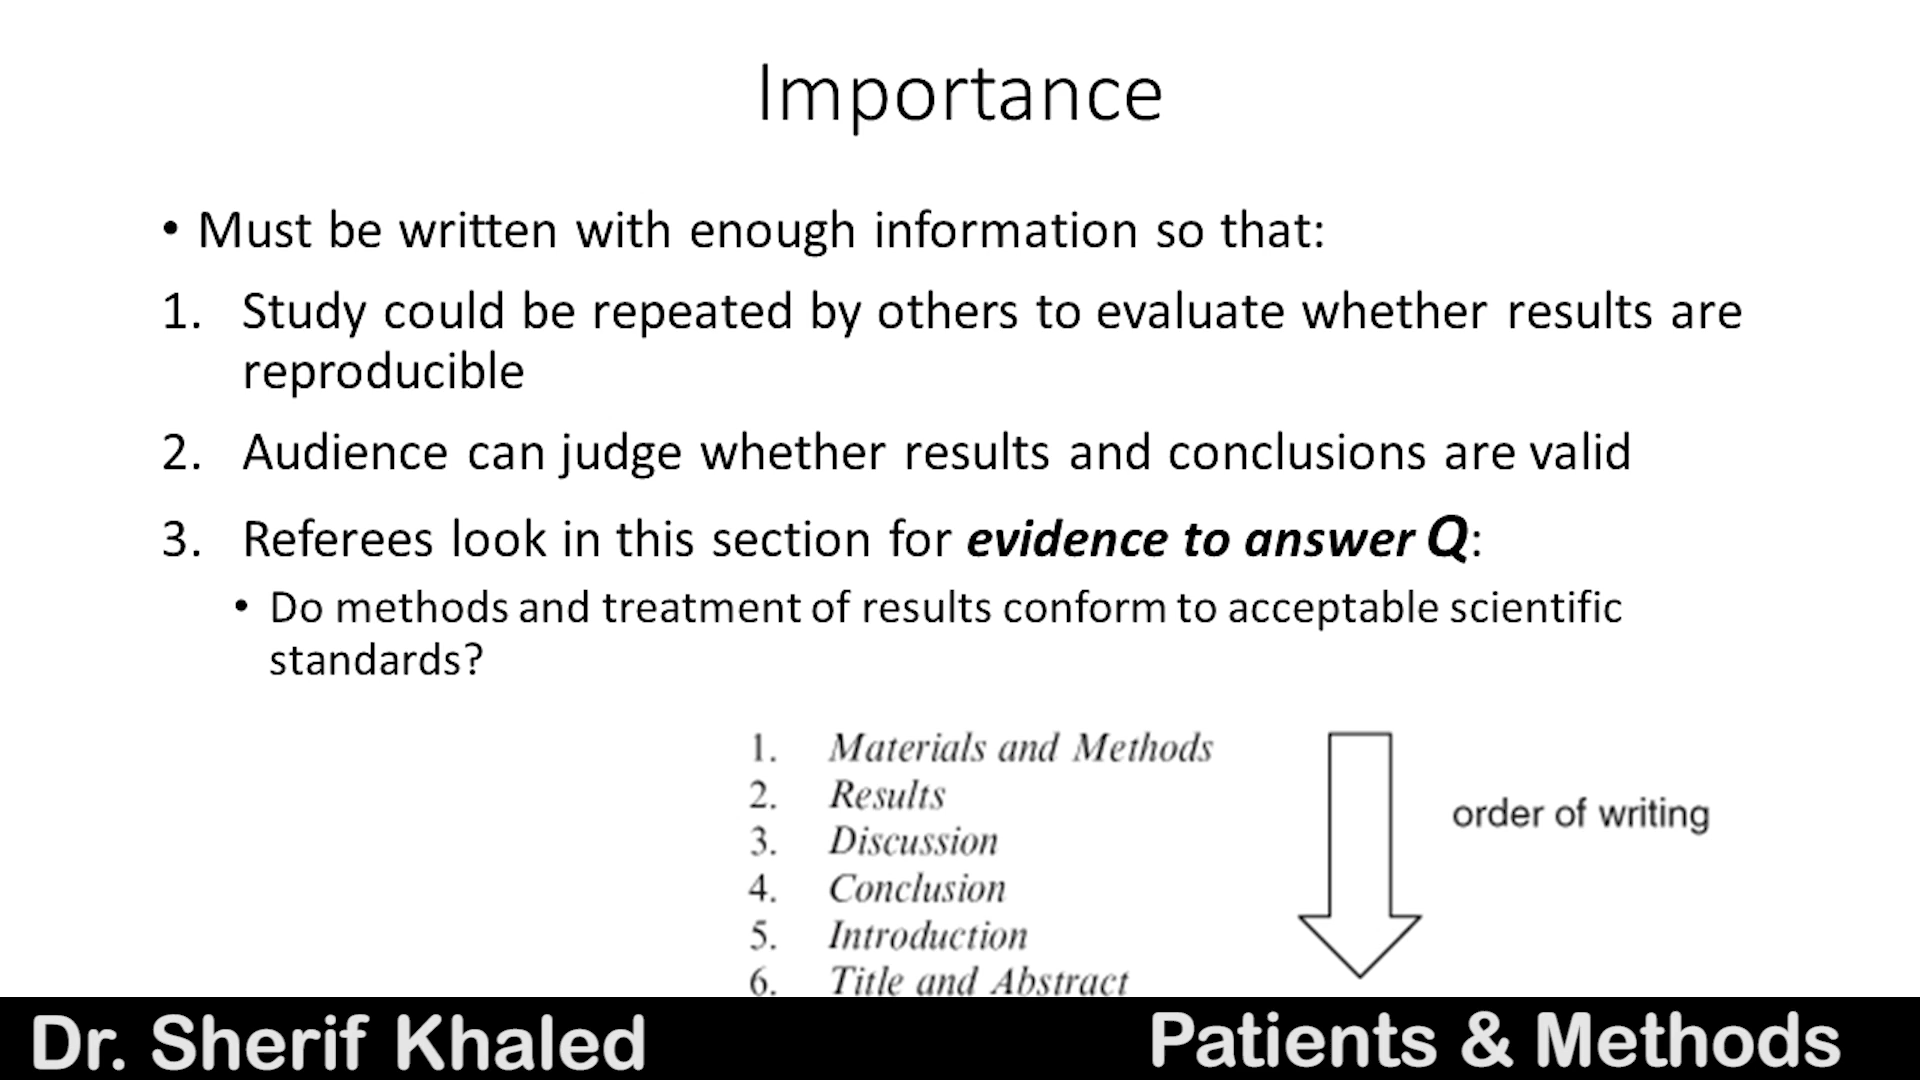 Importance
• Must be written with enough information so that:
1. Study could be repeated by others to evaluate whether results are
reproducible
2. Audience can judge whether results and conclusions are valid
3. Referees look in this section for evidence to answer Q:
• Do methods and treatment of results conform to acceptable scientific
standards?
1. Materials and Methods
2. Results
3. Discussion
4. Conclusion
5. Introduction
6. Title and Abstract
order of writing
Dr. Sherif Khaled
Patients & Methods